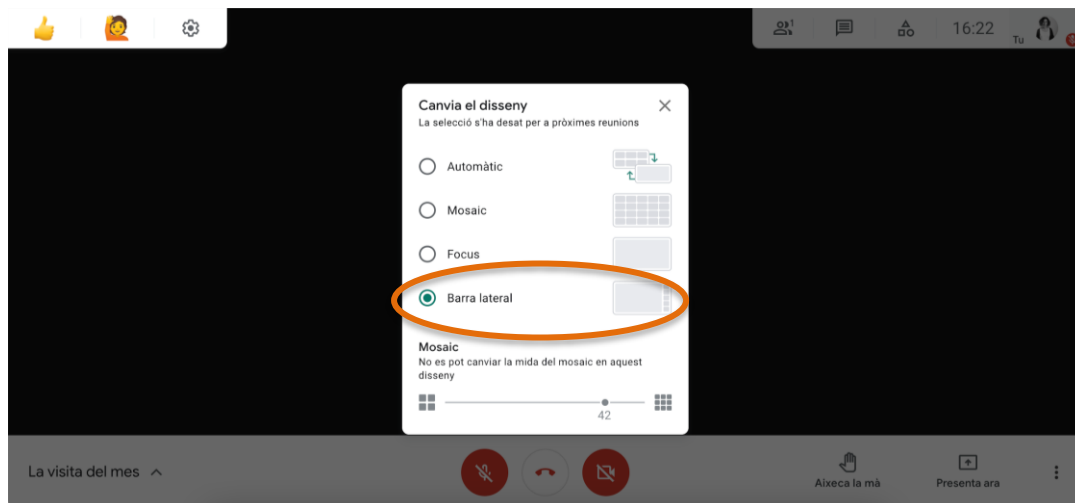 1
16:22
Tu
Canvia el disseny
La selecció s'ha desat per a pròximes reunions
Automàtic
Mosaic
Focus
Barra lateral
Mosaic
No es pot canviar la mida del mosaic en aquest
disseny
42
La visita del mes
Aixeca la mà
Presenta ara